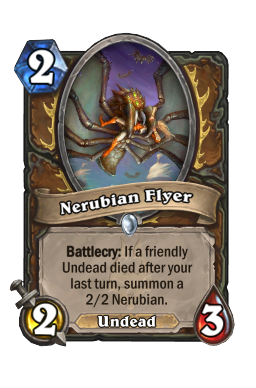 2
Nerubian Flyer
Battlecry: If a friendly
Undead died after your
last turn, summon a
2/2 Nerubian.
2
Undead
3